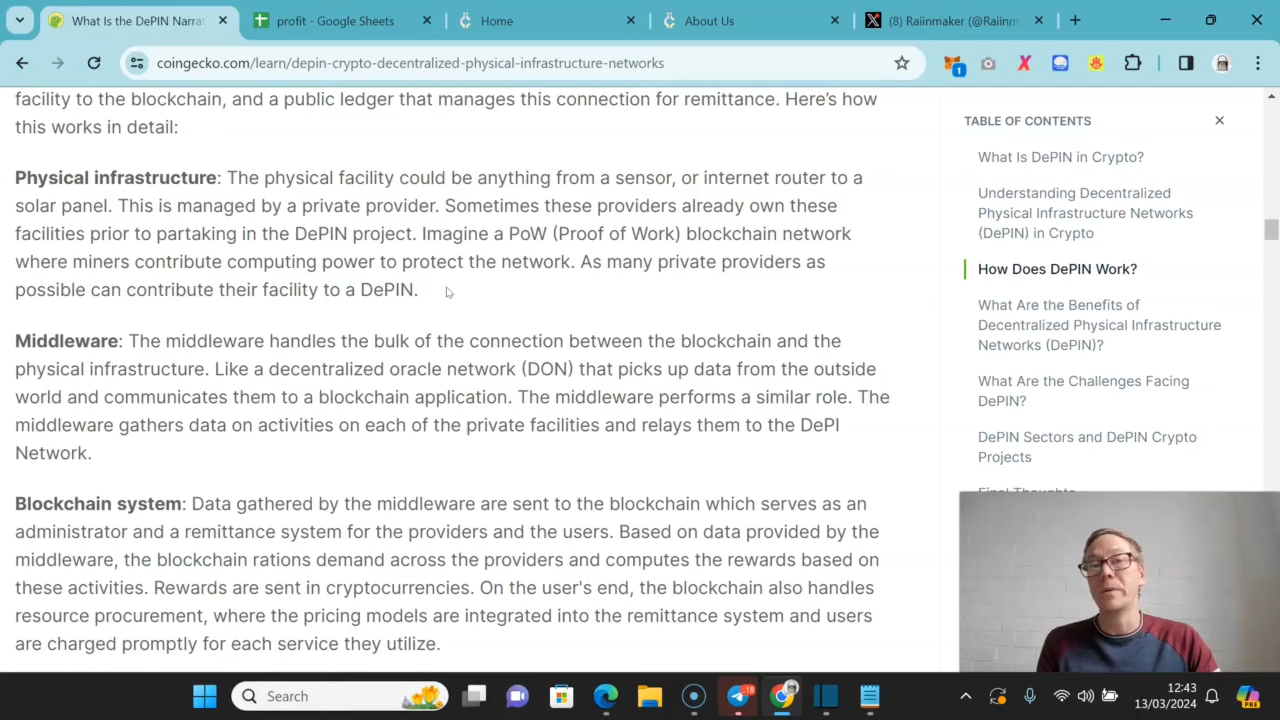 What Is the DePIN Narrat
profit - Google Sheets
Home
About Us
(8) Raiinmaker (@Raiinm
coingecko.com/learn/depin-crypto-decentralized-physical-infrastructure-networks
1
facility to the blockchain, and a public ledger that manages this connection for remittance. Here's how
this works in detail:
Physical infrastructure: The physical facility could be anything from a sensor, or internet router to a
solar panel. This is managed by a private provider. Sometimes these providers already own these
facilities prior to partaking in the DePIN project. Imagine a PoW (Proof of Work) blockchain network
where miners contribute computing power to protect the network. As many private providers as
possible can contribute their facility to a DePIN.
Middleware: The middleware handles the bulk of the connection between the blockchain and the
physical infrastructure. Like a decentralized oracle network (DON) that picks up data from the outside
world and communicates them to a blockchain application. The middleware performs a similar role. The
middleware gathers data on activities on each of the private facilities and relays them to the DePI
Network.
Blockchain system: Data gathered by the middleware are sent to the blockchain which serves as an
administrator and a remittance system for the providers and the users. Based on data provided by the
middleware, the blockchain rations demand across the providers and computes the rewards based on
these activities. Rewards are sent in cryptocurrencies. On the user's end, the blockchain also handles
resource procurement, where the pricing models are integrated into the remittance system and users
are charged promptly for each service they utilize.
TABLE OF CONTENTS
What Is DePIN in Crypto?
Understanding Decentralized
Physical Infrastructure Networks
(DePIN) in Crypto
How Does DePIN Work?
What Are the Benefits of
Decentralized Physical Infrastructure
Networks (DePIN)?
What Are the Challenges Facing
DePIN?
DePIN Sectors and DePIN Crypto
Projects
Final Thoughts
Search
18
12:43
13/03/2024
PRE